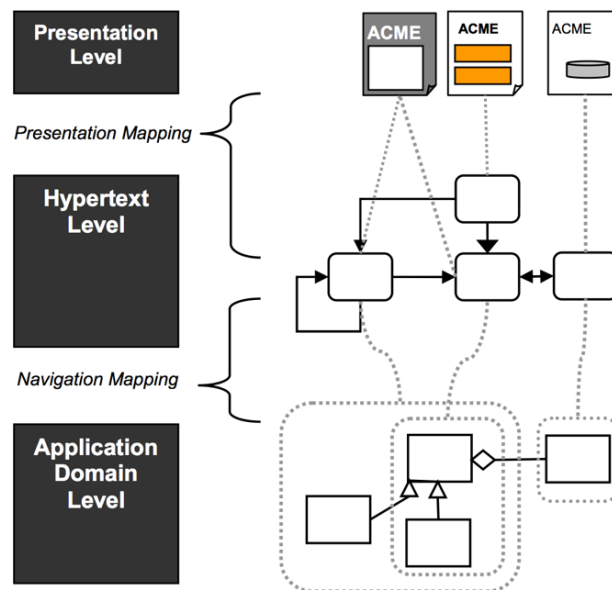 Presentation
Level
ACME
ACME
ACME
Presentation Mapping
Hypertext
Level
Navigation Mapping
Application
Domain
Level